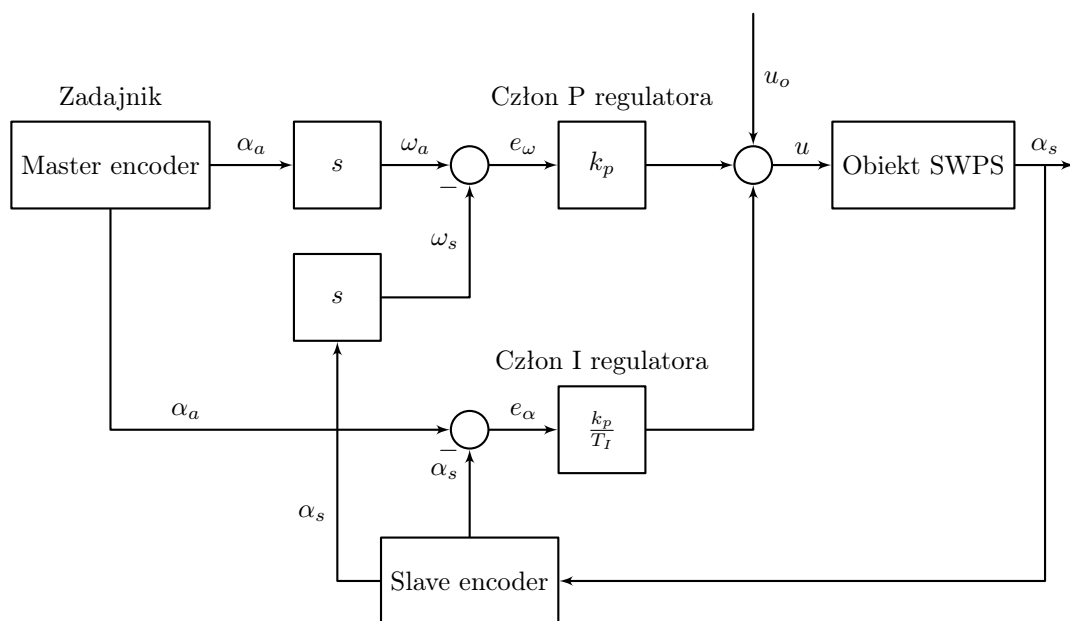 Zadajnik
Master encoder
α_a
s
ω_a
−
e_ω
Człon P regulatora
k_p
u_o
u
Obiekt SWPS
α_s
s
ω_s
α_a
−
α_s
e_α
Człon I regulatora
k_p/T_I
α_s
Slave encoder